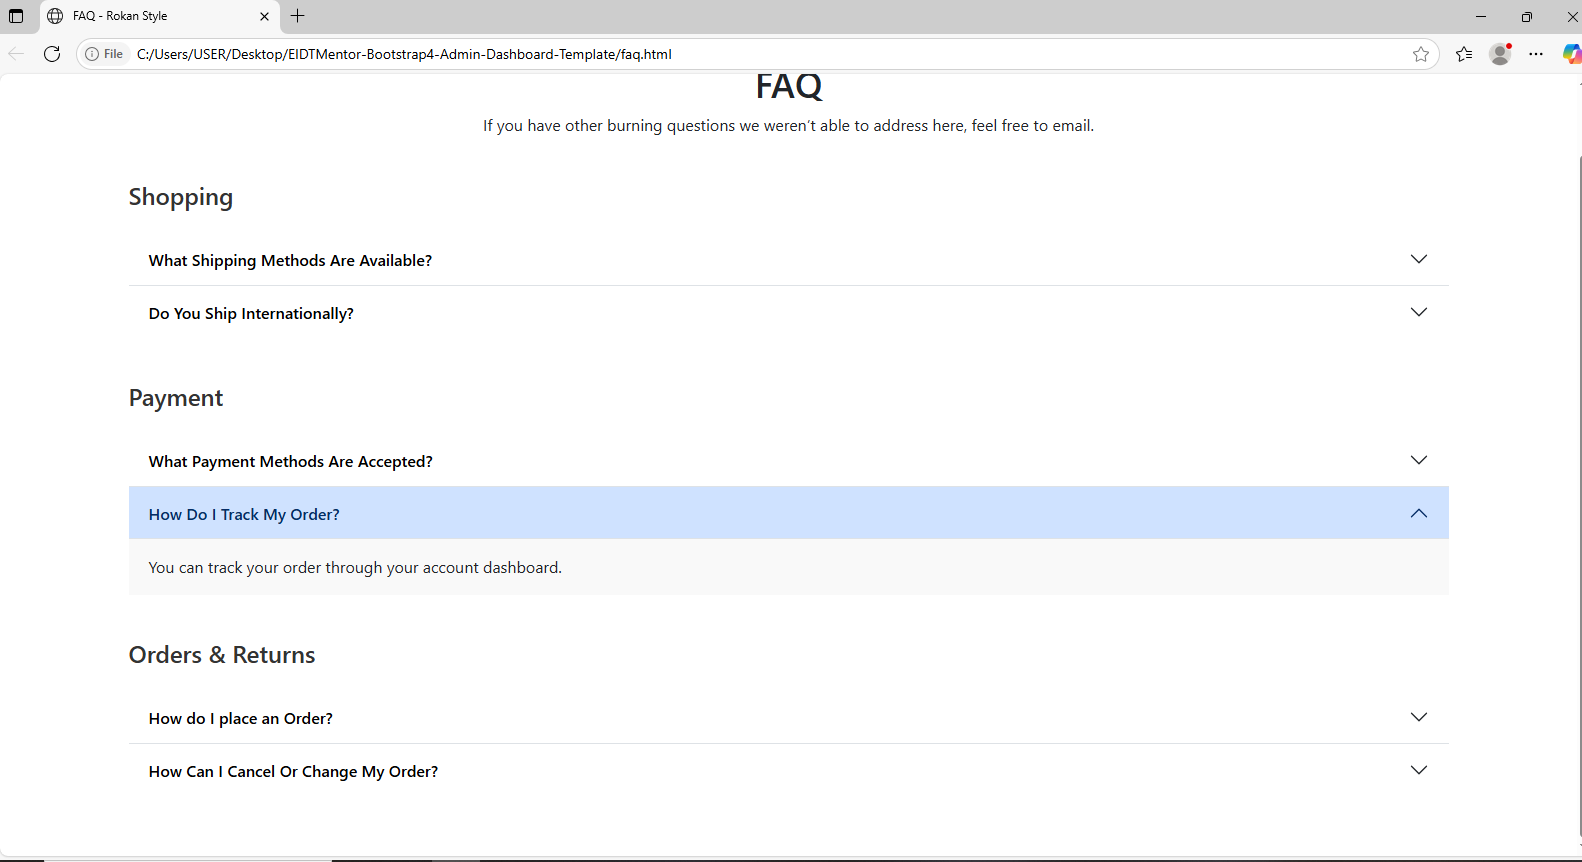 FAQ - Rokan Style
File
C:/Users/USER/Desktop/EIDTMentor-Bootstrap4-Admin-Dashboard-Template/faq.html
FAQ
If you have other burning questions we weren’t able to address here, feel free to email.
Shopping
What Shipping Methods Are Available?
Do You Ship Internationally?
Payment
What Payment Methods Are Accepted?
How Do I Track My Order?
You can track your order through your account dashboard.
Orders & Returns
How do I place an Order?
How Can I Cancel Or Change My Order?